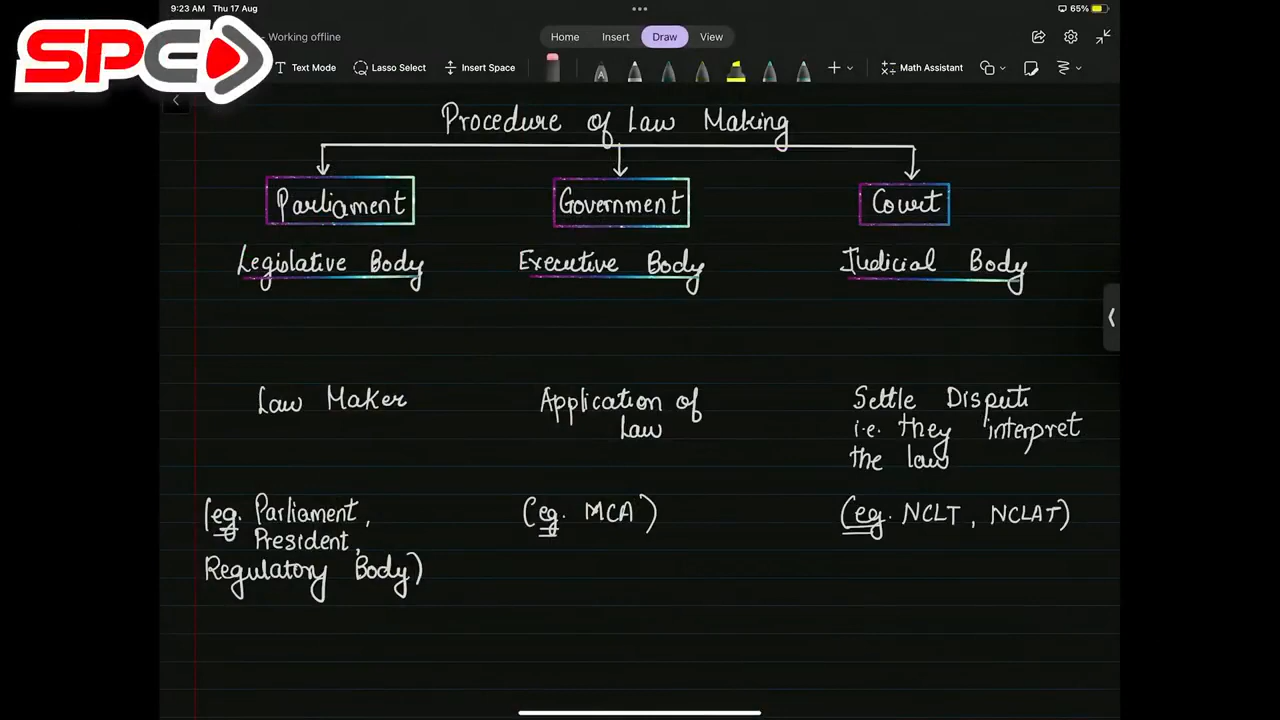 9:23 AM Thu 17 Aug
65%
SPC
Working offline
Home Insert Draw View
Text Mode Lasso Select Insert Space Math Assistant
Procedure of Law Making
Parliament Government Court
Legislative Body Executive Body Judicial Body
Law Maker Application of Settle Disputi
Law i.e. they interpret
the law
(eg. Parliament, (eg. MCA) (eg. NCLT, NCLAT)
President,
Regulatory Body)